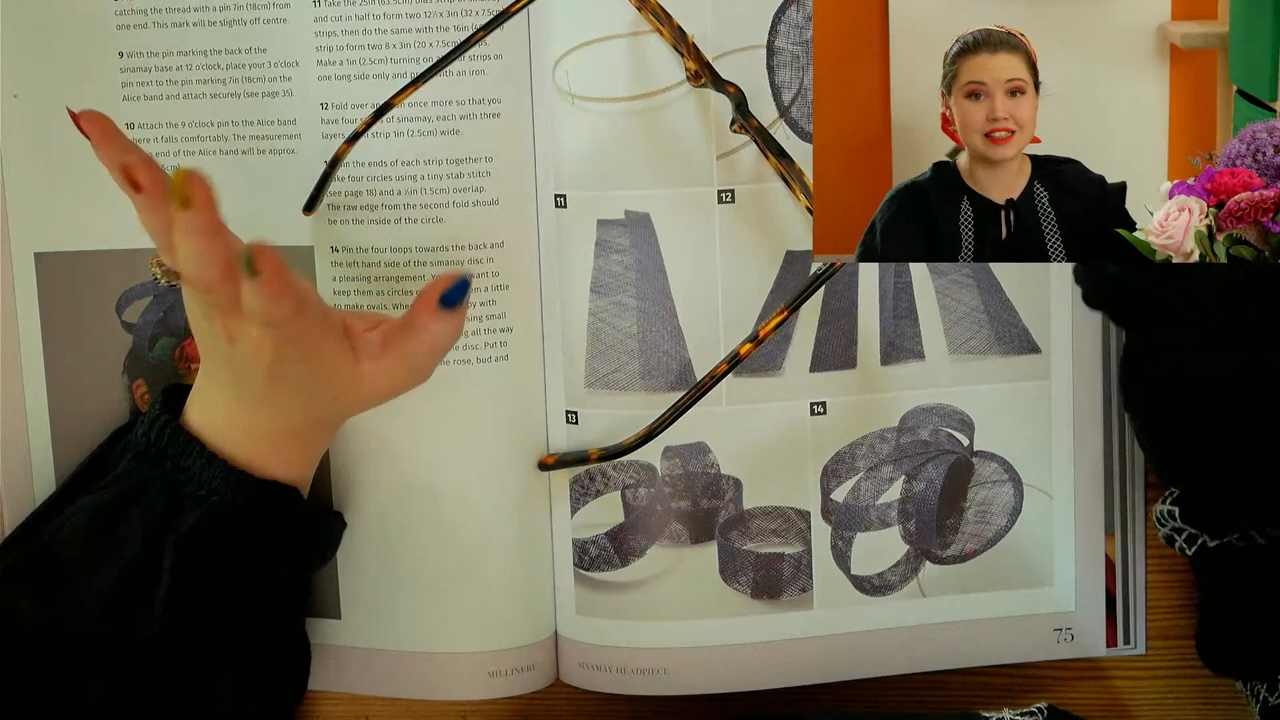 catching the thread with a pin 7in (18cm) from
one end. This mark will be slightly off centre.
9 With the pin marking the back of the
sinamay base at 12 o'clock, place your 3 o'clock
pin next to the pin marking 7in (18cm) on the
Alice band and attach securely (see page 35).
10 Attach the 9 o'clock pin to the Alice band
where it falls comfortably. The measurement
end of the Alice band will be approx.
11 Take the 25in (63.5cm)
and cut in half to form two 12½ x 3in (32 x 7.5cm)
strips, then do the same with the 16in
strip to form two 8 x 3in (20 x 7.5cm)
Make a 1in (2.5cm) turning on strips on
one long side only and with an iron.
12 Fold over once more so that you
have four of sinamay, each with three
layers, strip 1in (2.5cm) wide.
in the ends of each strip together to
make four circles using a tiny stab stitch
(see page 18) and a (1.5cm) overlap.
The raw edge from the second fold should
be on the inside of the circle.
14 Pin the four loops towards the back and
the left hand side of the simanay disc in
a pleasing arrangement. You want to
keep them as circles a little
to make ovals. by with
using small
all the way
disc. Put to
rose, bud and
11
12
13
14
75
MILLINERY
SINAMAY HEADPIECE